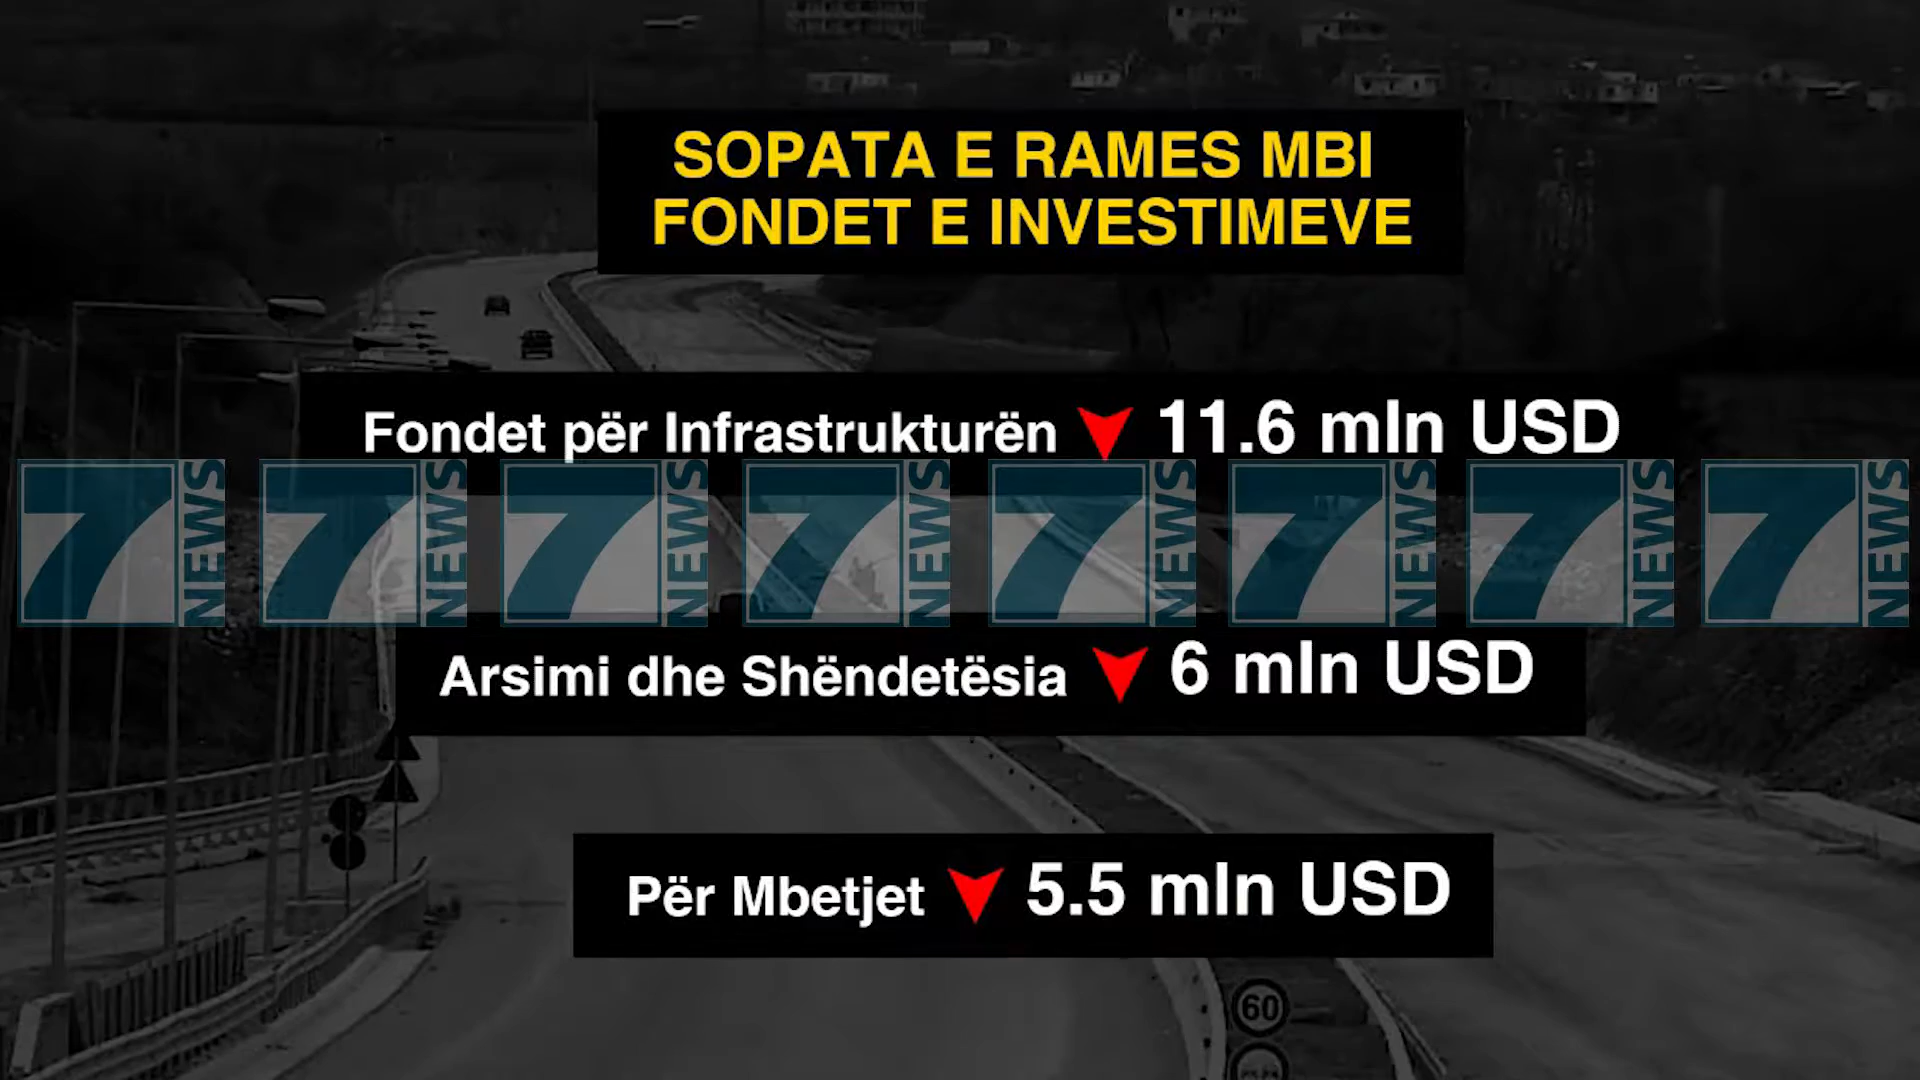 SOPATA E RAMES MBI
FONDET E INVESTIMEVE
Fondet për Infrastrukturën 11.6 mln USD
7 NEWS 7 NEWS 7 NEWS 7 NEWS 7 NEWS 7 NEWS 7 NEWS 7 NEWS
Arsimi dhe Shëndetësia 6 mln USD
Për Mbetjet 5.5 mln USD
60